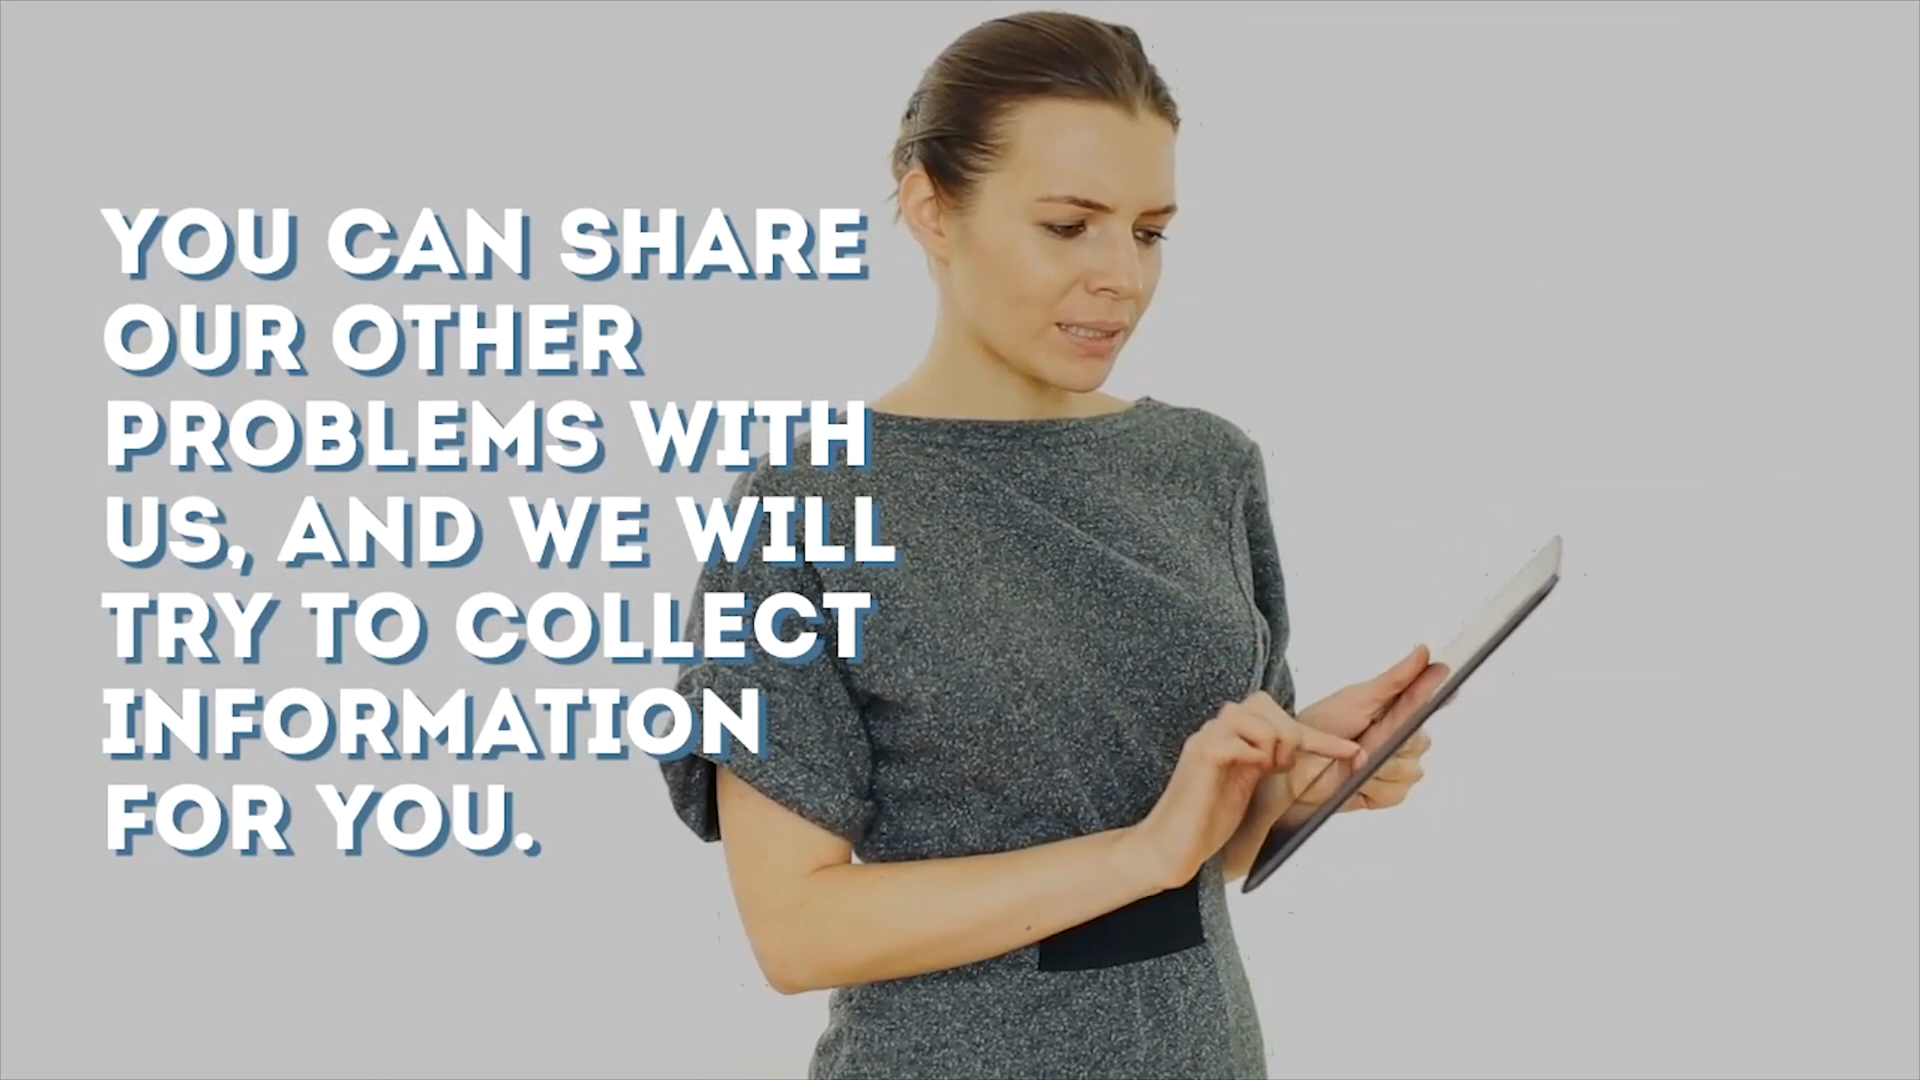 YOU CAN SHARE
OUR OTHER
PROBLEMS WITH
US, AND WE WILL
TRY TO COLLECT
INFORMATION
FOR YOU.